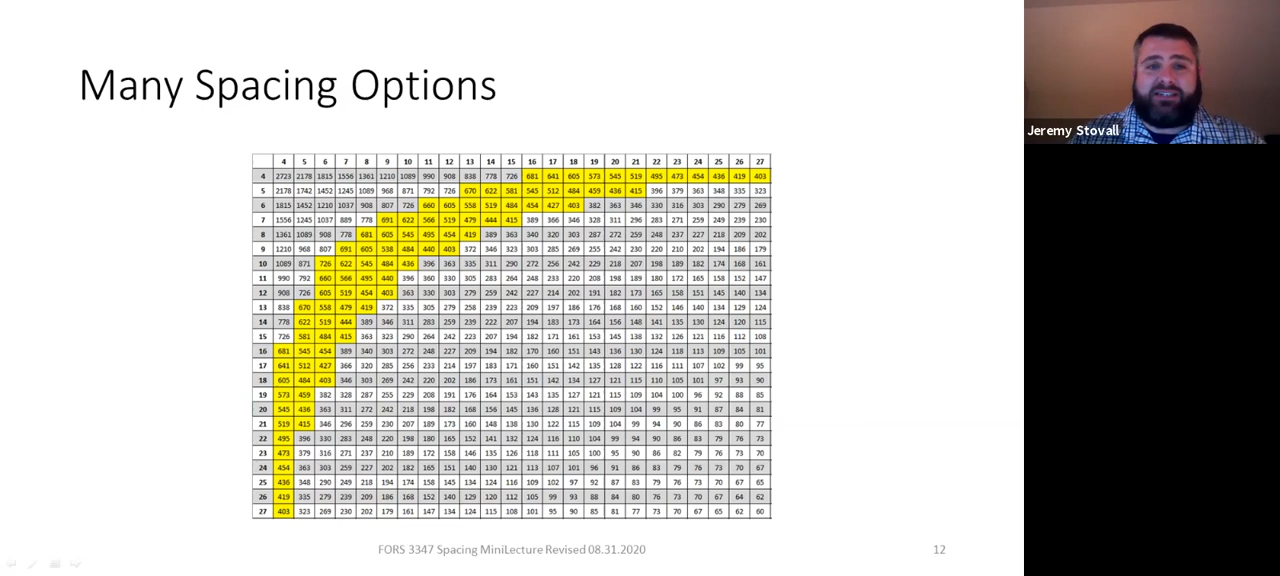 Many Spacing Options
Jeremy Stovall
4 5 6 7 8 9 10 11 12 13 14 15 16 17 18 19 20 21 22 23 24 25 26 27
4 2723 2178 1815 1556 1361 1210 1089 990 908 838 778 726 681 641 605 573 545 519 495 473 454 436 419 403
5 2178 1742 1452 1245 1089 968 871 792 726 670 622 581 545 512 484 459 436 415 396 379 363 348 335 323
6 1815 1452 1210 1037 908 807 726 660 605 558 519 484 454 427 403 382 363 346 330 316 303 290 279 269
7 1556 1245 1037 889 778 691 622 566 519 479 444 415 389 366 346 328 311 296 283 271 259 249 239 230
8 1361 1089 908 778 681 605 545 495 454 419 389 363 340 320 303 287 272 259 248 237 227 218 209 202
9 1210 968 807 691 605 538 484 440 403 372 346 323 303 285 269 255 242 230 220 210 202 194 186 179
10 1089 871 726 622 545 484 436 396 363 335 311 290 272 256 242 229 218 207 198 189 182 174 168 161
11 990 792 660 566 495 440 396 360 330 305 283 264 248 233 220 208 198 189 180 172 165 158 152 147
12 908 726 605 519 454 403 363 330 303 279 259 242 227 214 202 191 182 173 165 158 151 145 140 134
13 838 670 558 479 419 372 335 305 279 258 239 223 209 197 186 176 168 160 152 146 140 134 129 124
14 778 622 519 444 389 346 311 283 259 239 222 207 194 183 173 164 156 148 141 135 130 124 120 115
15 726 581 484 415 363 323 290 264 242 223 207 194 182 171 161 153 145 138 132 126 121 116 112 108
16 681 545 454 389 340 303 272 248 227 209 194 182 170 160 151 143 136 130 124 118 113 109 105 101
17 641 512 427 366 320 285 256 233 214 197 183 171 160 151 142 135 128 122 116 111 107 102 99 95
18 605 484 403 346 303 269 242 220 202 186 173 161 151 142 134 127 121 115 110 105 101 97 93 90
19 573 459 382 328 287 255 229 208 191 176 164 153 143 135 127 121 115 109 104 100 96 92 88 85
20 545 436 363 311 272 242 218 198 182 168 156 145 136 128 121 115 109 104 99 95 91 87 84 81
21 519 415 346 296 259 230 207 189 173 160 148 138 130 122 115 109 104 99 94 90 86 83 80 77
22 495 396 330 283 248 220 198 180 165 152 141 132 124 116 110 104 99 94 90 86 83 79 76 73
23 473 379 316 271 237 210 189 172 158 146 135 126 118 111 105 100 95 90 86 82 79 76 73 70
24 454 363 303 259 227 202 182 165 151 140 130 121 113 107 101 96 91 86 83 79 76 73 70 67
25 436 348 290 249 218 194 174 158 145 134 124 116 109 102 97 92 87 83 79 76 73 70 67 65
26 419 335 279 239 209 186 168 152 140 129 120 112 105 99 93 88 84 80 76 73 70 67 64 62
27 403 323 269 230 202 179 161 147 134 124 115 108 101 95 90 85 81 77 73 70 67 65 62 60
FORS 3347 Spacing MiniLecture Revised 08.31.2020
12